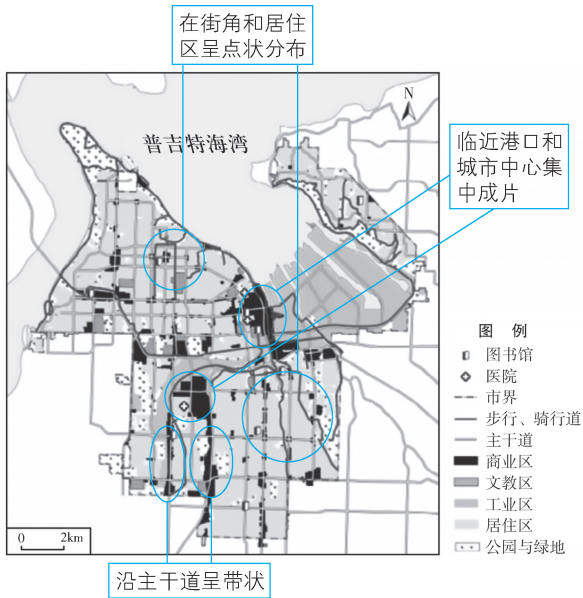 在街角和居住
区呈点状分布
N
普吉特海湾
临近港口和
城市中心集
中成片
图 例
图书馆
医院
市界
步行、骑行道
主干道
商业区
文教区
工业区
居住区
公园与绿地
0 2km
沿主干道呈带状